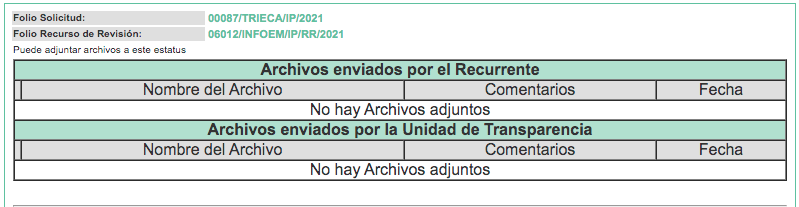 Folio Solicitud: 00087/TRIECA/IP/2021
Folio Recurso de Revisión: 06012/INFOEM/IP/RR/2021
Puede adjuntar archivos a este estatus
Archivos enviados por el Recurrente
Nombre del Archivo Comentarios Fecha
No hay Archivos adjuntos
Archivos enviados por la Unidad de Transparencia
Nombre del Archivo Comentarios Fecha
No hay Archivos adjuntos